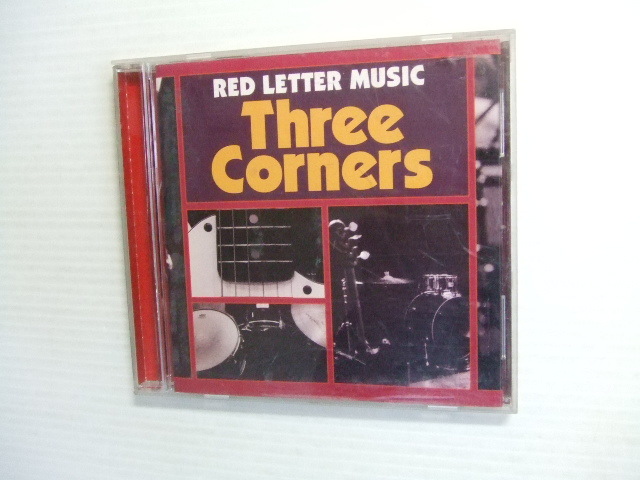 RED LETTER MUSIC
Three
Corners